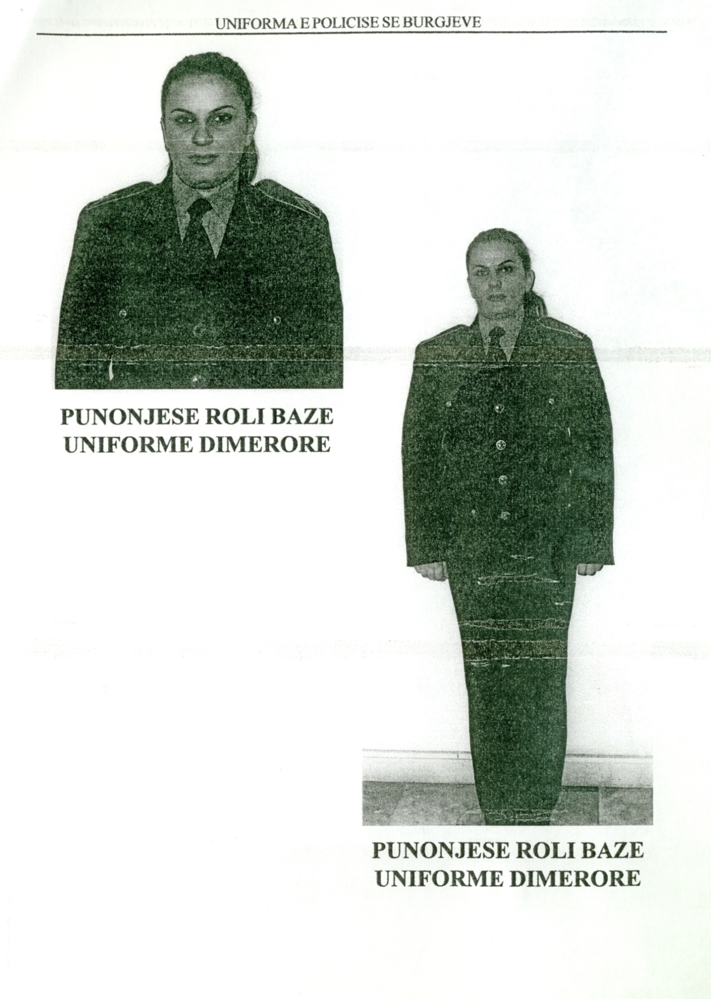 UNIFORMA E POLICISE SE BURGJEVE
PUNONJESE ROLI BAZE
UNIFORME DIMERORE
PUNONJESE ROLI BAZE
UNIFORME DIMERORE